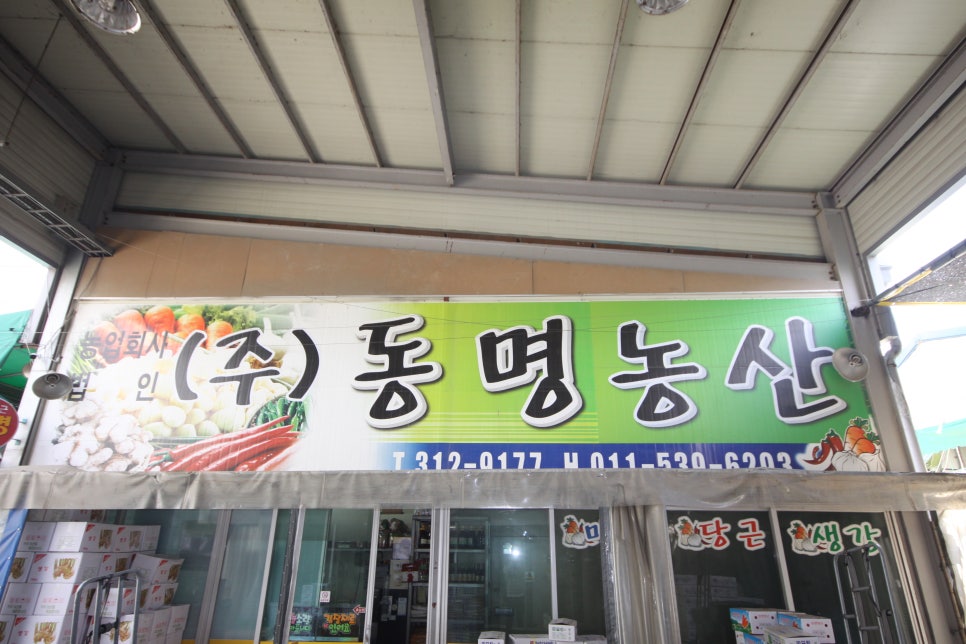 농업회사
법 인
(주) 동명농산
T.312-9177 H.011-539-6203
당근
생강